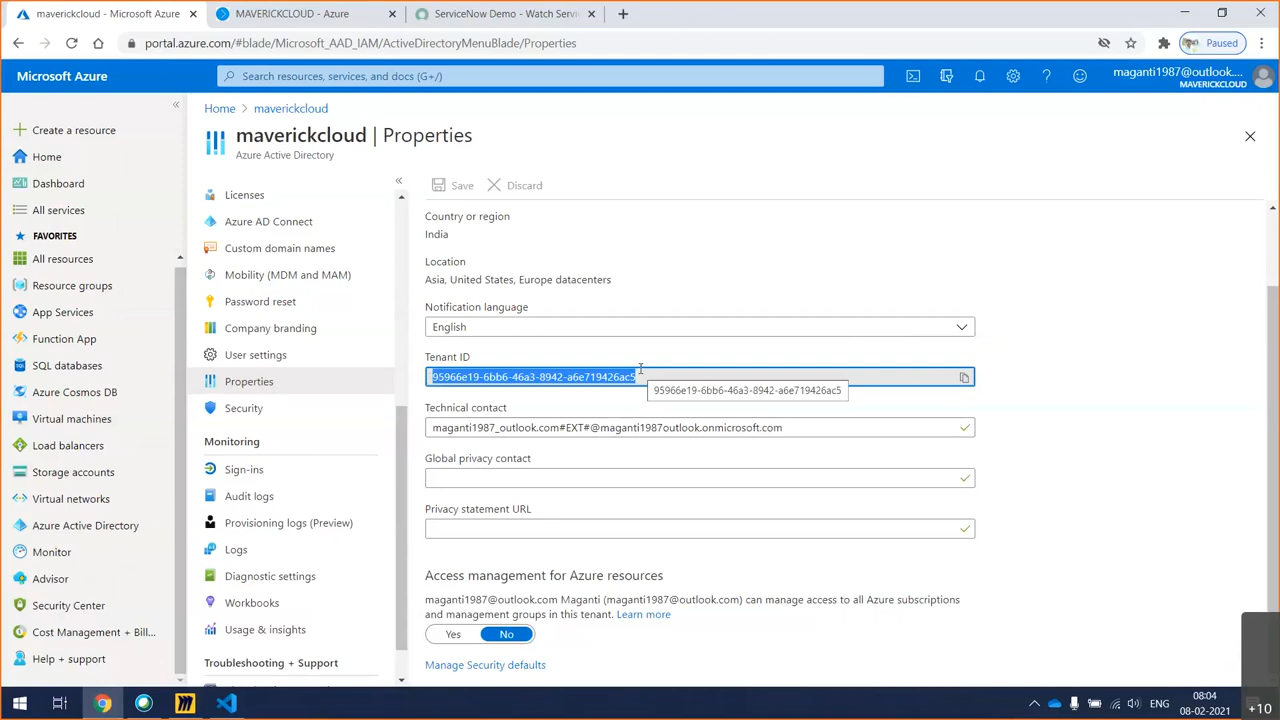 maverickcloud - Microsoft Azure
MAVERICKCLOUD - Azure
ServiceNow Demo - Watch Servi
portal.azure.com/#blade/Microsoft_AAD_IAM/ActiveDirectoryMenuBlade/Properties
Paused
Microsoft Azure
Search resources, services, and docs (G+/)
maganti1987@outlook....
MAVERICKCLOUD
Create a resource
Home
Dashboard
All services
FAVORITES
All resources
Resource groups
App Services
Function App
SQL databases
Azure Cosmos DB
Virtual machines
Load balancers
Storage accounts
Virtual networks
Azure Active Directory
Monitor
Advisor
Security Center
Cost Management + Bill...
Help + support
Home > maverickcloud
maverickcloud | Properties
Azure Active Directory
Licenses
Azure AD Connect
Custom domain names
Mobility (MDM and MAM)
Password reset
Company branding
User settings
Properties
Security
Monitoring
Sign-ins
Audit logs
Provisioning logs (Preview)
Logs
Diagnostic settings
Workbooks
Usage & insights
Troubleshooting + Support
Save
Discard
Country or region
India
Location
Asia, United States, Europe datacenters
Notification language
English
Tenant ID
95966e19-6bb6-46a3-8942-a6e719426ac5
95966e19-6bb6-46a3-8942-a6e719426ac5
Technical contact
maganti1987_outlook.com#EXT#@maganti1987outlook.onmicrosoft.com
Global privacy contact
Privacy statement URL
Access management for Azure resources
maganti1987@outlook.com Maganti (maganti1987@outlook.com) can manage access to all Azure subscriptions
and management groups in this tenant. Learn more
Yes
No
Manage Security defaults
ENG
08:04
08-02-2021
+10